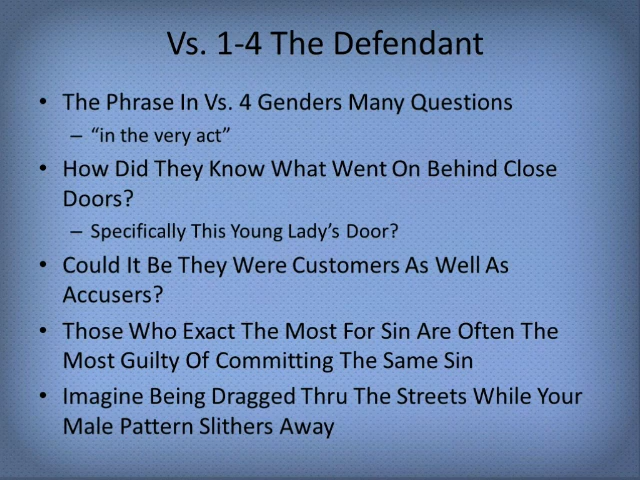 Vs. 1-4 The Defendant
• The Phrase In Vs. 4 Genders Many Questions
– “in the very act”
• How Did They Know What Went On Behind Close
Doors?
– Specifically This Young Lady’s Door?
• Could It Be They Were Customers As Well As
Accusers?
• Those Who Exact The Most For Sin Are Often The
Most Guilty Of Committing The Same Sin
• Imagine Being Dragged Thru The Streets While Your
Male Pattern Slithers Away